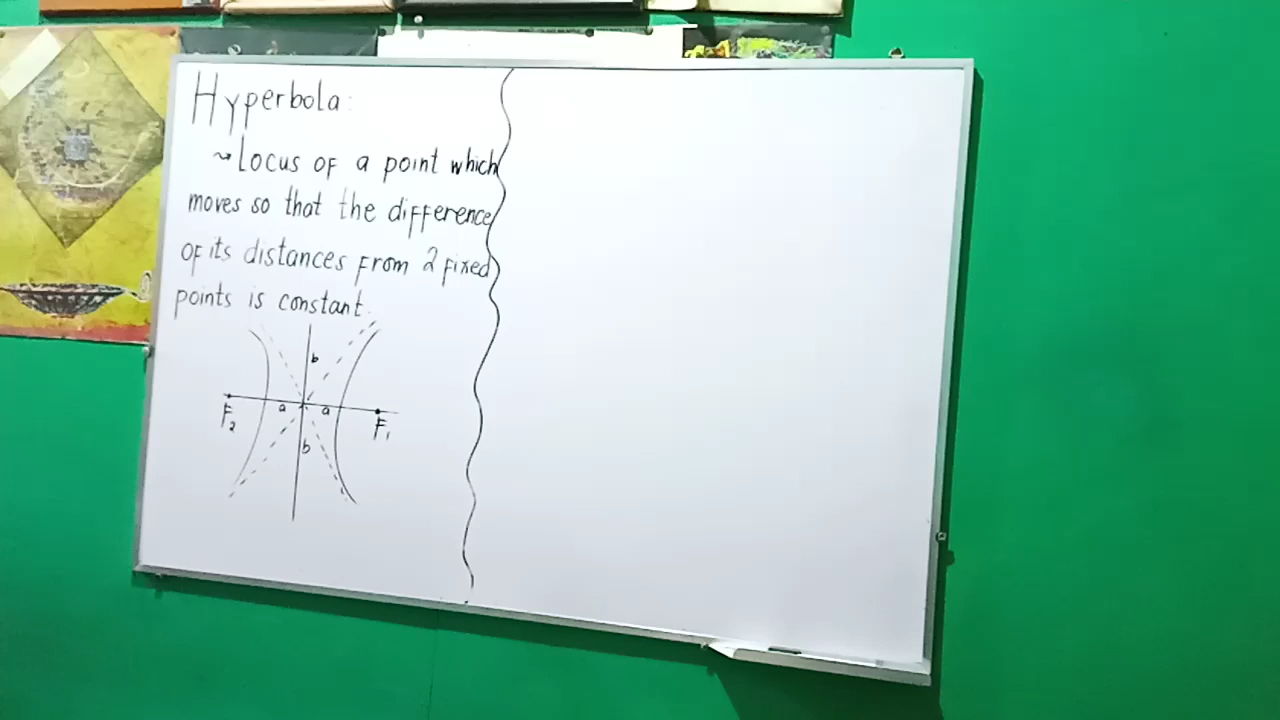 Hyperbola:
⤳ Locus of a point which
moves so that the difference
of its distances from 2 fixed
points is constant.
b
a a
F₂ F₁
b